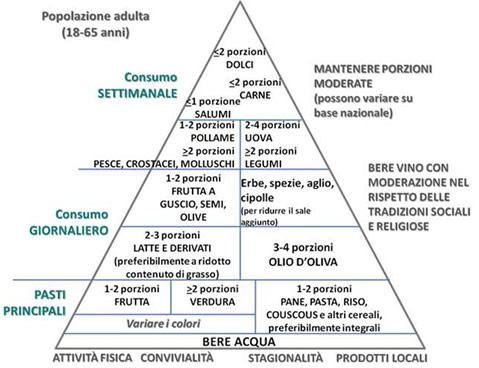 Popolazione adulta
(18-65 anni)
≤2 porzioni
DOLCI
Consumo
SETTIMANALE
≤2 porzioni
CARNE
≤1 porzione
SALUMI
MANTENERE PORZIONI
MODERATE
(possono variare su
base nazionale)
1-2 porzioni
POLLAME
≥2 porzioni
PESCE, CROSTACEI, MOLLUSCHI
2-4 porzioni
UOVA
≥2 porzioni
LEGUMI
BERE VINO CON
MODERAZIONE NEL
RISPETTO DELLE
TRADIZIONI SOCIALI
E RELIGIOSE
Consumo
GIORNALIERO
1-2 porzioni
FRUTTA A
GUSCIO, SEMI,
OLIVE
Erbe, spezie, aglio,
cipolle
(per ridurre il sale
aggiunto)
2-3 porzioni
LATTE E DERIVATI
(preferibilmente a ridotto
contenuto di grasso)
3-4 porzioni
OLIO D'OLIVA
PASTI
PRINCIPALI
1-2 porzioni
FRUTTA
≥2 porzioni
VERDURA
Variare i colori
1-2 porzioni
PANE, PASTA, RISO,
COUSCOUS e altri cereali,
preferibilmente integrali
BERE ACQUA
ATTIVITÀ FISICA CONVIVIALITÀ STAGIONALITÀ PRODOTTI LOCALI